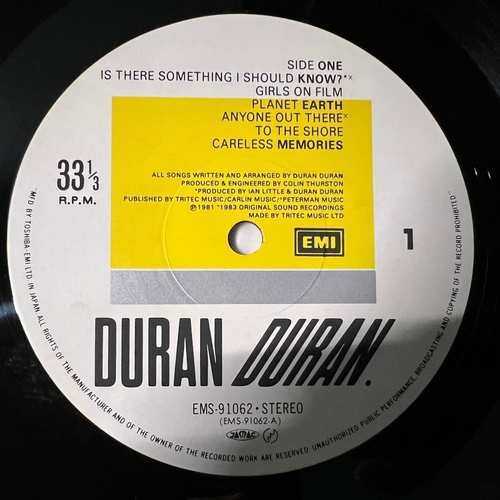 SIDE ONE
IS THERE SOMETHING I SHOULD KNOW?*x
GIRLS ON FILM
PLANET EARTH
ANYONE OUT THERE x
TO THE SHORE
CARELESS MEMORIES
33 1/3
R.P.M.
ALL SONGS WRITTEN AND ARRANGED BY DURAN DURAN
PRODUCED & ENGINEERED BY COLIN THURSTON
*PRODUCED BY IAN LITTLE & DURAN DURAN
PUBLISHED BY TRITEC MUSIC/CARLIN MUSIC/xPETERMAN MUSIC
℗1981 *1983 ORIGINAL SOUND RECORDINGS
MADE BY TRITEC MUSIC LTD
EMI
1
DURAN DURAN.
EMS-91062·STEREO
(EMS-91062-A)
JASRAC
"MF'D BY TOSHIBA EMI LTD. IN JAPAN. ALL RIGHTS OF THE MANUFACTURER AND OF THE OWNER OF THE RECORDED WORK ARE RESERVED. UNAUTHORIZED PUBLIC PERFORMANCE, BROADCASTING AND COPYING OF THE RECORD PROHIBITED"